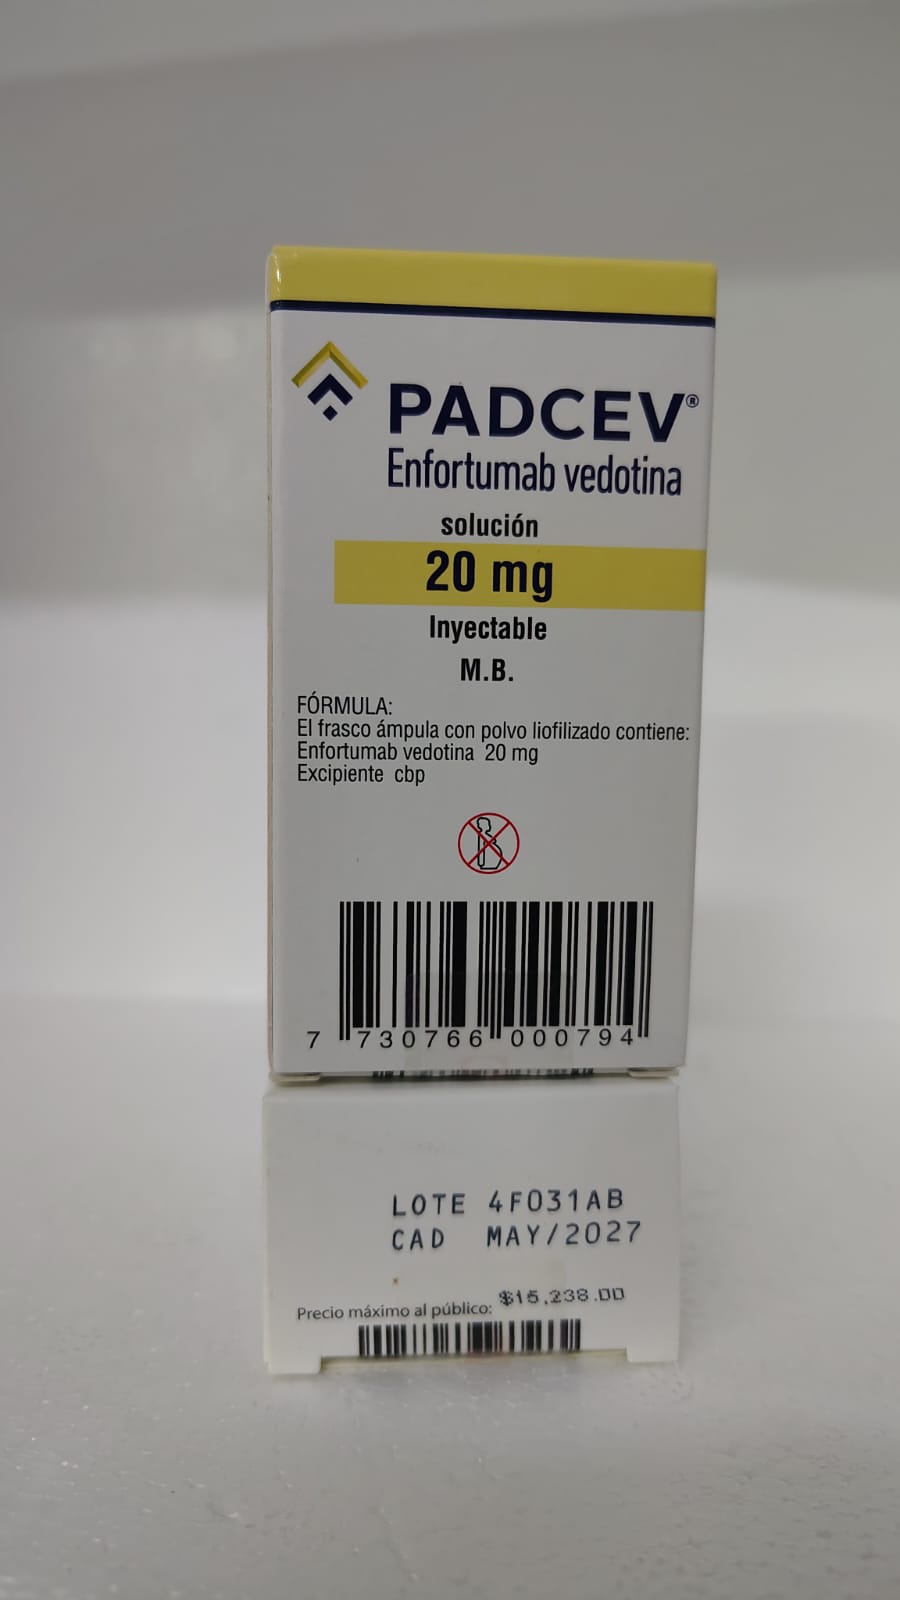 PADCEV®
Enfortumab vedotina
solución
20 mg
Inyectable
M.B.
FÓRMULA:
El frasco ámpula con polvo liofilizado contiene:
Enfortumab vedotina 20 mg
Excipiente cbp
7 730766 000794
LOTE 4F031AB
CAD MAY/2027
Precio máximo al público: $15,238.00